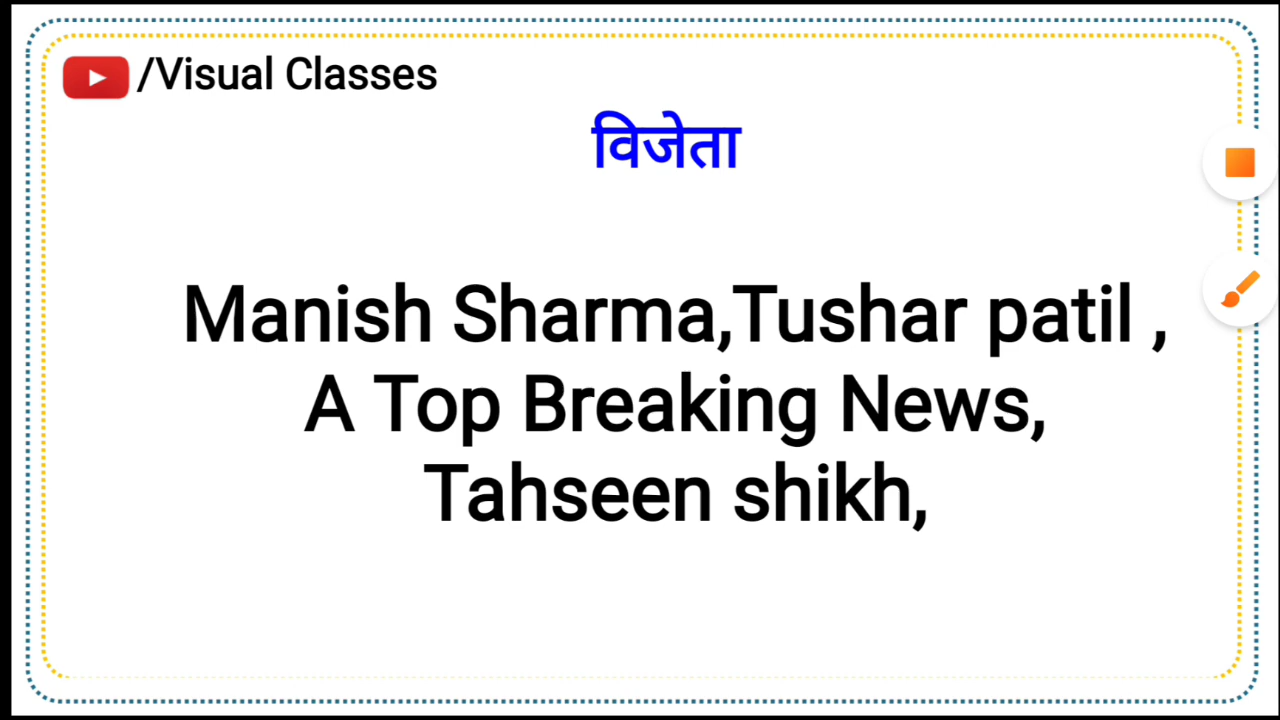 /Visual Classes
विजेता
Manish Sharma,Tushar patil ,
A Top Breaking News,
Tahseen shikh,